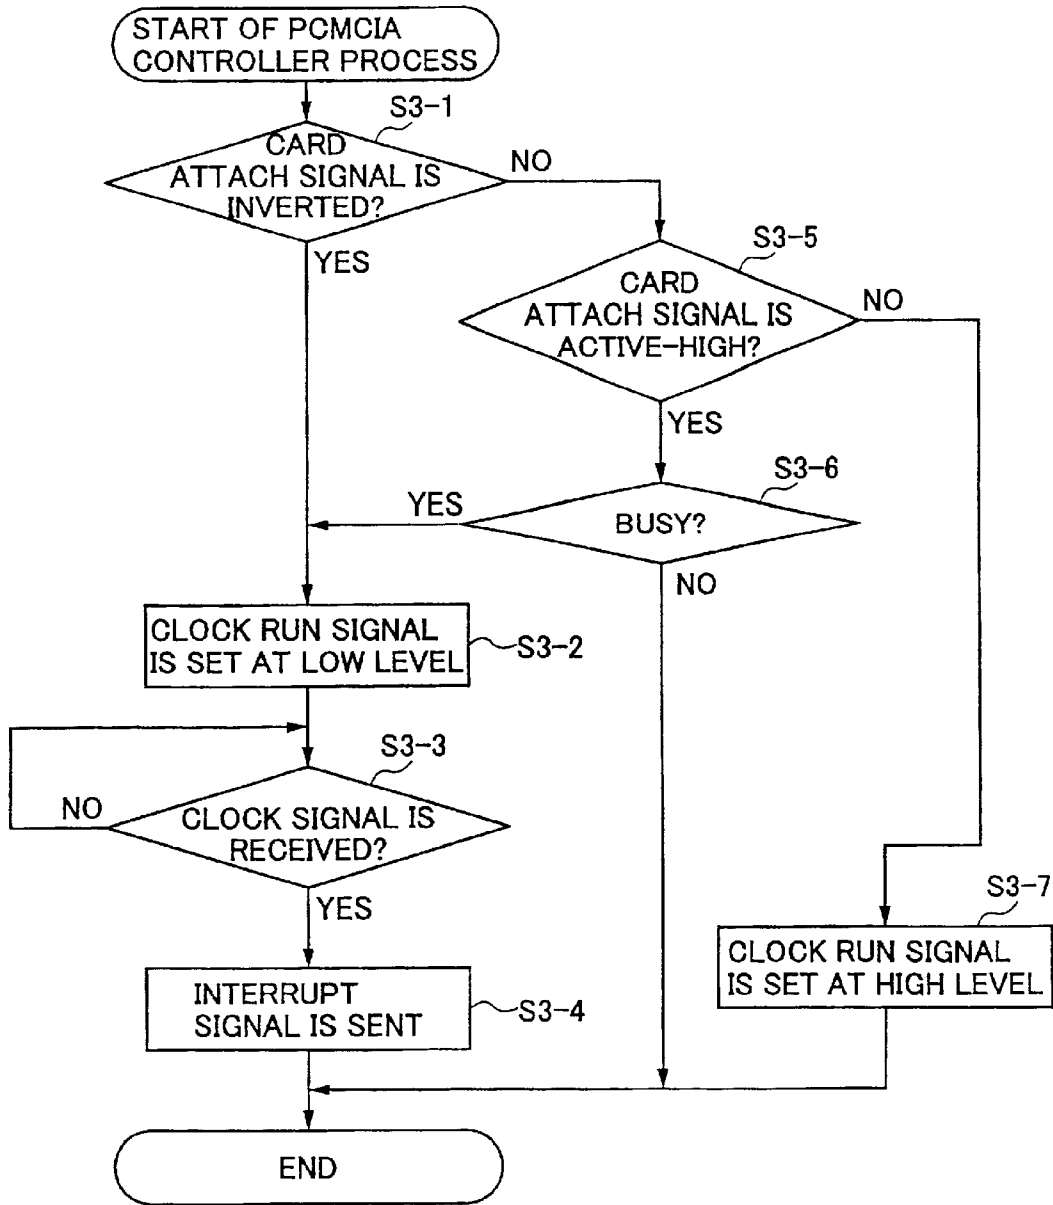 START OF PCMCIA
CONTROLLER PROCESS
S3-1
CARD
ATTACH SIGNAL IS
INVERTED?
NO
YES
S3-5
CARD
ATTACH SIGNAL IS
ACTIVE-HIGH?
NO
YES
S3-6
BUSY?
YES
NO
CLOCK RUN SIGNAL
IS SET AT LOW LEVEL
S3-2
S3-3
CLOCK SIGNAL IS
RECEIVED?
NO
YES
S3-7
CLOCK RUN SIGNAL
IS SET AT HIGH LEVEL
INTERRUPT
SIGNAL IS SENT
S3-4
END